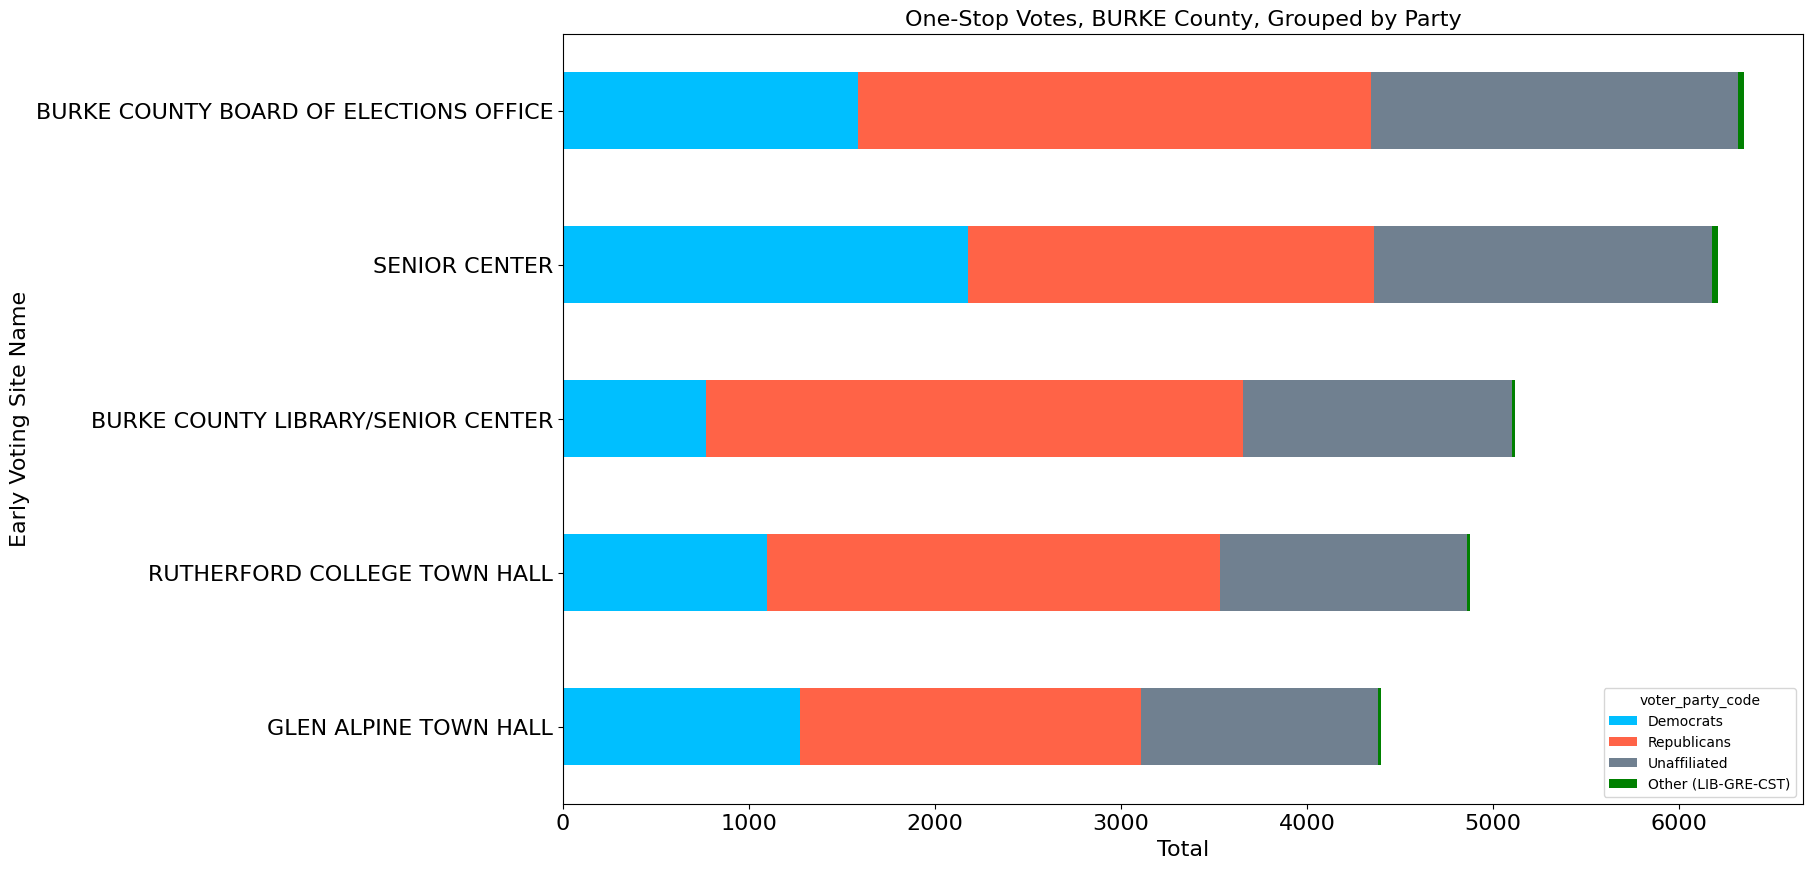 One-Stop Votes, BURKE County, Grouped by Party
Early Voting Site Name
BURKE COUNTY BOARD OF ELECTIONS OFFICE
SENIOR CENTER
BURKE COUNTY LIBRARY/SENIOR CENTER
RUTHERFORD COLLEGE TOWN HALL
GLEN ALPINE TOWN HALL
voter_party_code
Democrats
Republicans
Unaffiliated
Other (LIB-GRE-CST)
0 1000 2000 3000 4000 5000 6000
Total